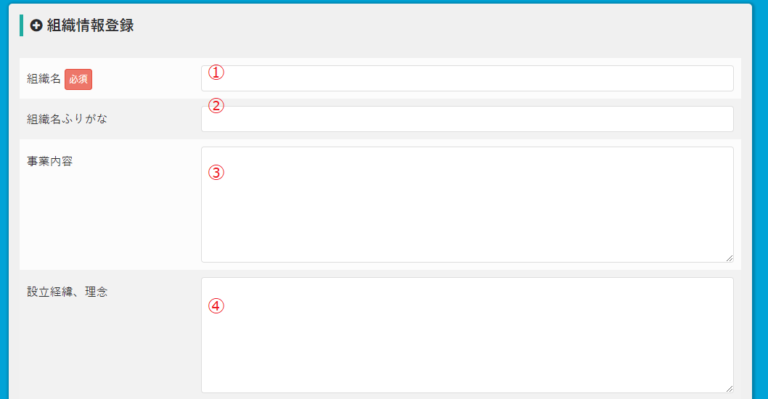 組織情報登録
組織名 必須 ①
組織名ふりがな ②
事業内容 ③
設立経緯、理念 ④